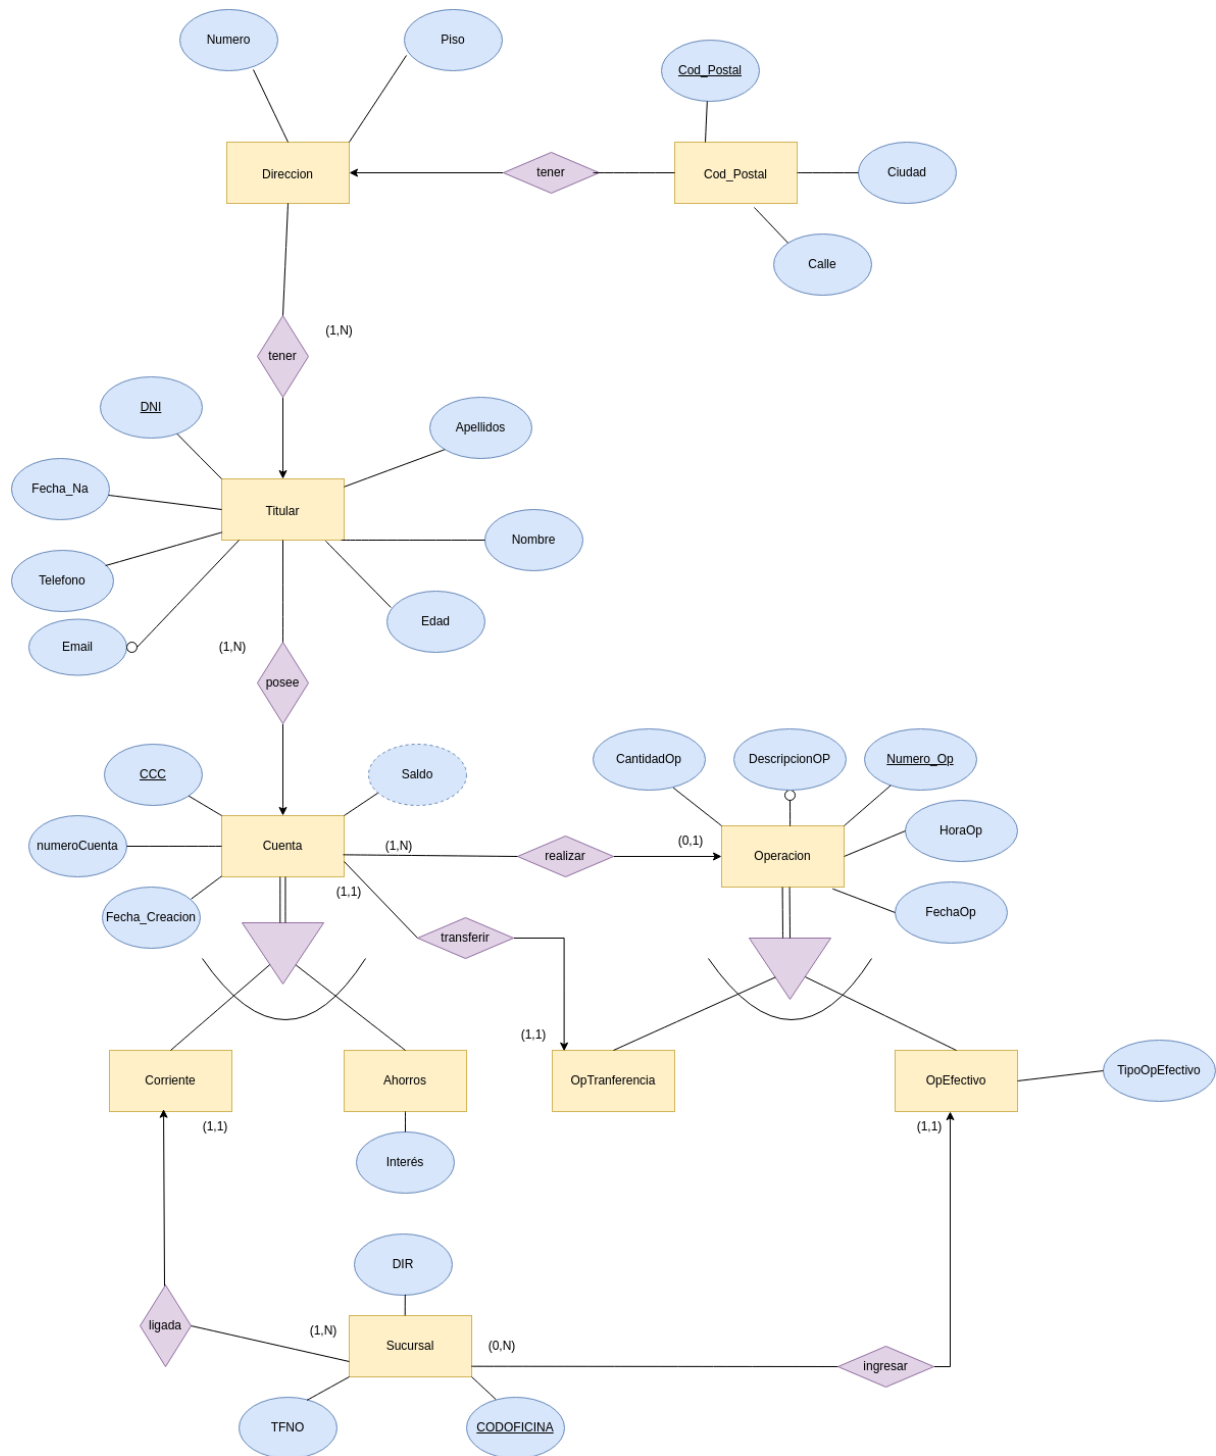 Numero
Piso
Cod_Postal
Direccion
tener
Cod_Postal
Ciudad
Calle
(1,N)
tener
DNI
Apellidos
Fecha_Na
Titular
Nombre
Telefono
Edad
Email
(1,N)
posee
CCC
Saldo
CantidadOp
DescripcionOP
Numero_Op
numeroCuenta
Cuenta
(1,N)
realizar
(0,1)
Operacion
HoraOp
(1,1)
Fecha_Creacion
FechaOp
transferir
(1,1)
Corriente
Ahorros
OpTranferencia
OpEfectivo
TipoOpEfectivo
(1,1)
(1,1)
Interés
DIR
ligada
(1,N)
Sucursal
(0,N)
ingresar
TFNO
CODOFICINA